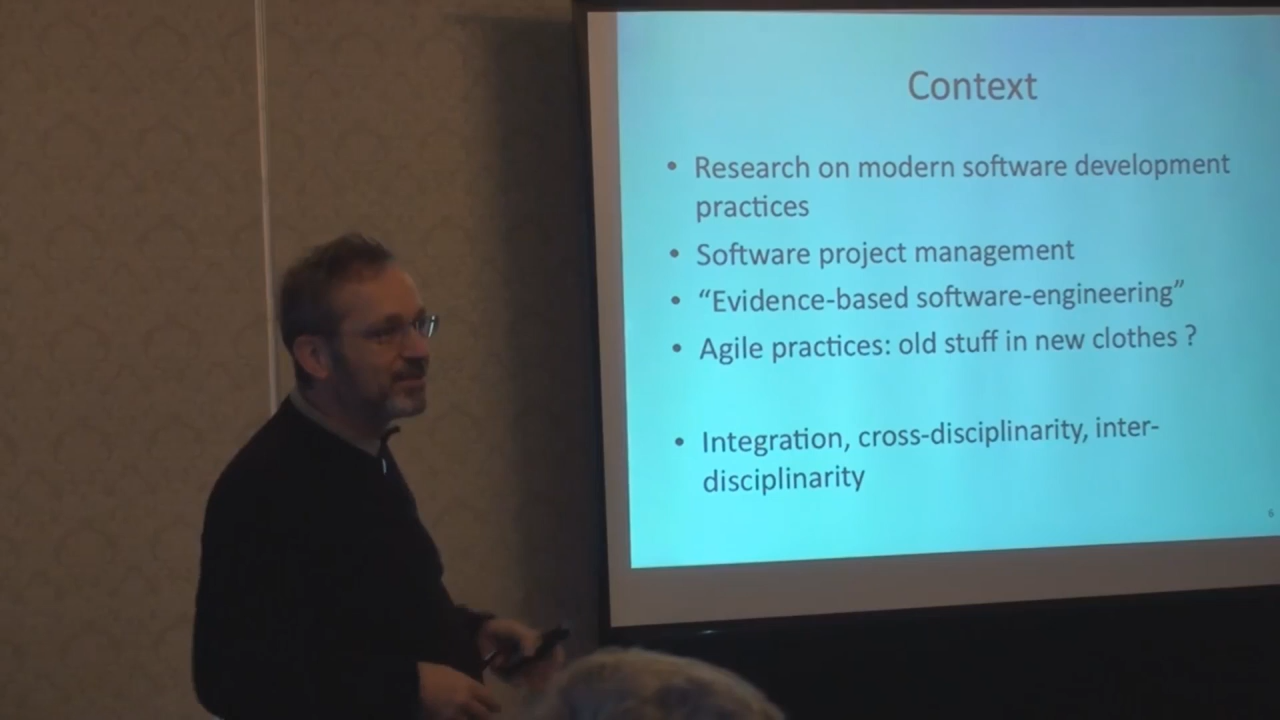 Context
• Research on modern software development
practices
• Software project management
• “Evidence-based software-engineering”
• Agile practices: old stuff in new clothes ?
• Integration, cross-disciplinarity, inter-
disciplinarity
6